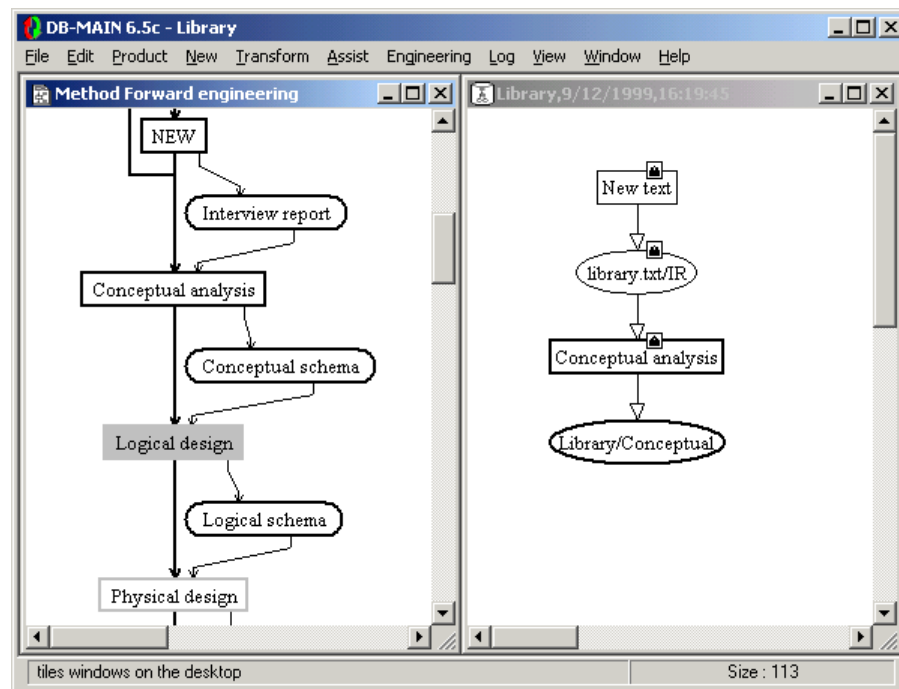 DB-MAIN 6.5c - Library
File Edit Product New Transform Assist Engineering Log View Window Help
Method Forward engineering
NEW
Interview report
Conceptual analysis
Conceptual schema
Logical design
Logical schema
Physical design
Library,9/12/1999,16:19:45
New text
library.txt/IR
Conceptual analysis
Library/Conceptual
tiles windows on the desktop
Size : 113